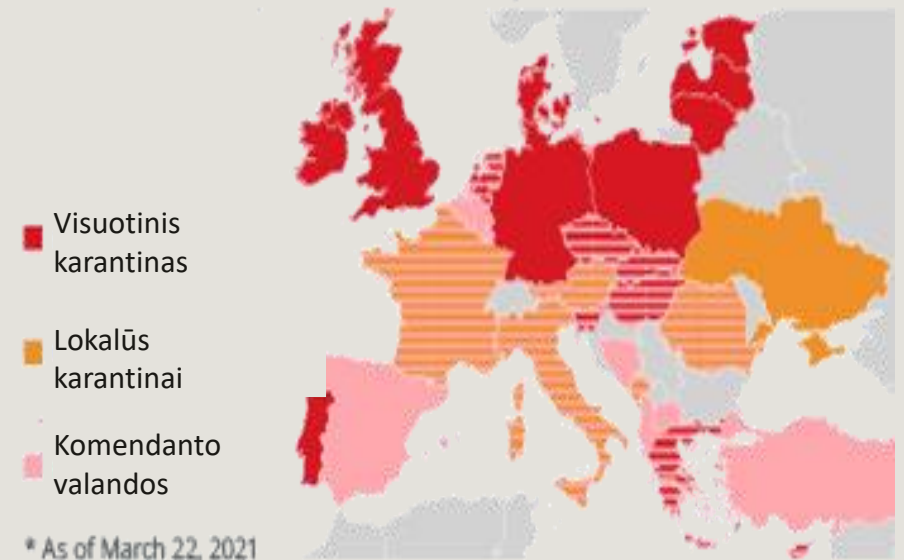 Visuotinis
karantinas
Lokalūs
karantinai
Komendanto
valandos
* As of March 22, 2021